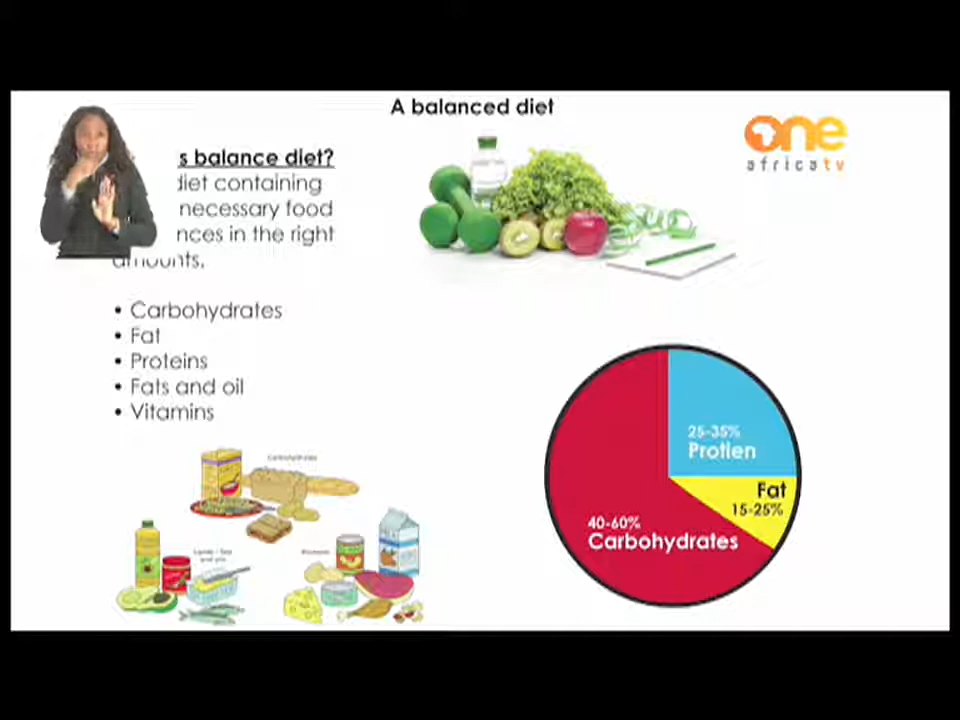 A balanced diet
one
africa tv
s balance diet?
diet containing
necessary food
nces in the right
amounts.
• Carbohydrates
• Fat
• Proteins
• Fats and oil
• Vitamins
25-35%
Protien
Fat
15-25%
40-60%
Carbohydrates
Carbohydrates